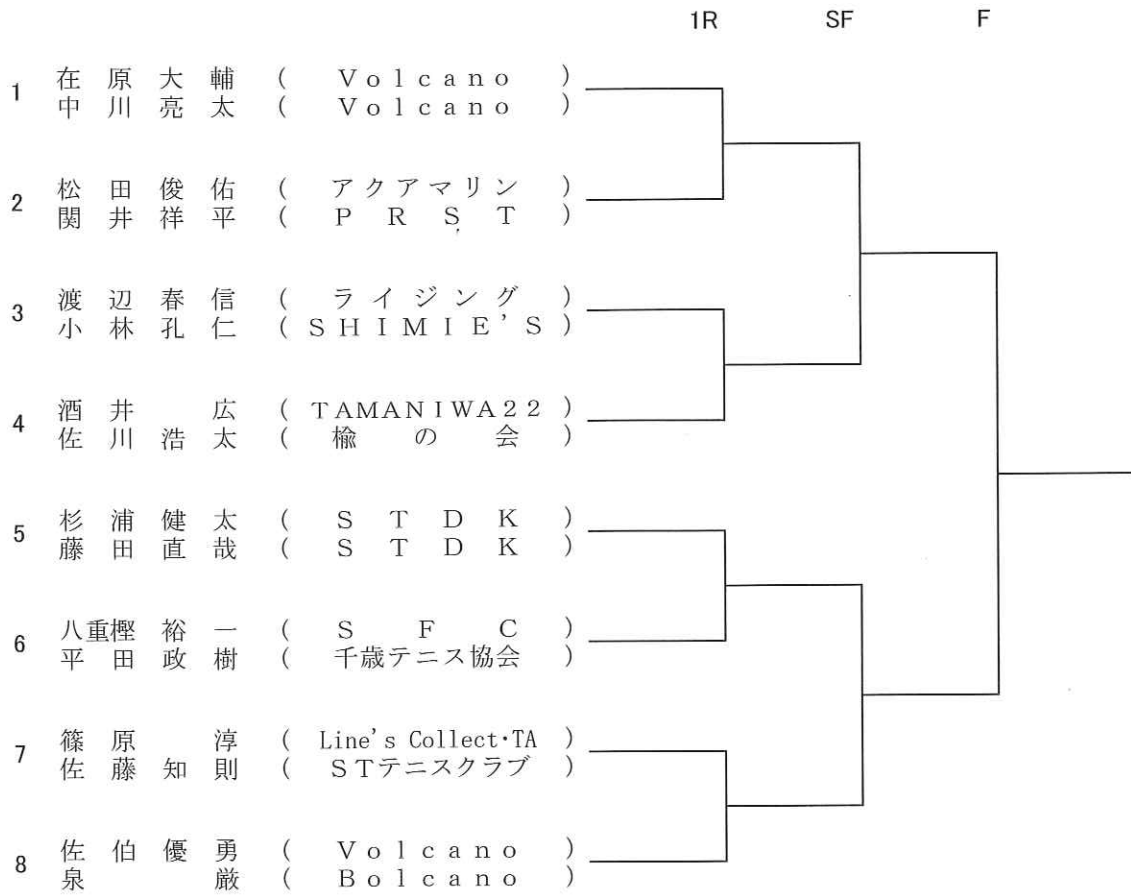 1R SF F
1 在原大輔 ( Volcano )
中川亮太 ( Volcano )
2 松田俊佑 ( アクアマリン )
関井祥平 ( PRST )
3 渡辺春信 ( ライジング )
小林孔仁 ( SHIMIE'S )
4 酒井 広 ( TAMANIWA22 )
佐川浩太 ( 楡の会 )
5 杉浦健太 ( STDK )
藤田直哉 ( STDK )
6 八重樫裕一 ( SFC )
平田政樹 ( 千歳テニス協会 )
7 篠原 淳 ( Line's Collect・TA )
佐藤知則 ( STテニスクラブ )
8 佐伯優勇 ( Volcano )
泉 厳 ( Bolcano )